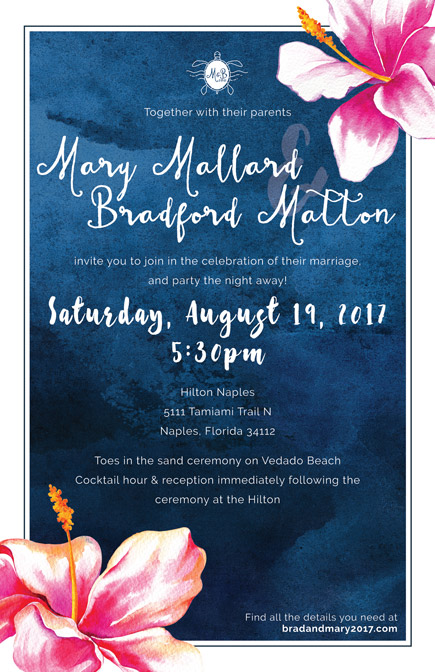 M&B
Together with their parents
Mary Mallard
&
Bradford Matton
invite you to join in the celebration of their marriage,
and party the night away!
Saturday, August 19, 2017
5:30pm
Hilton Naples
5111 Tamiami Trail N
Naples, Florida 34112
Toes in the sand ceremony on Vedado Beach
Cocktail hour & reception immediately following the
ceremony at the Hilton
Find all the details you need at
bradandmary2017.com